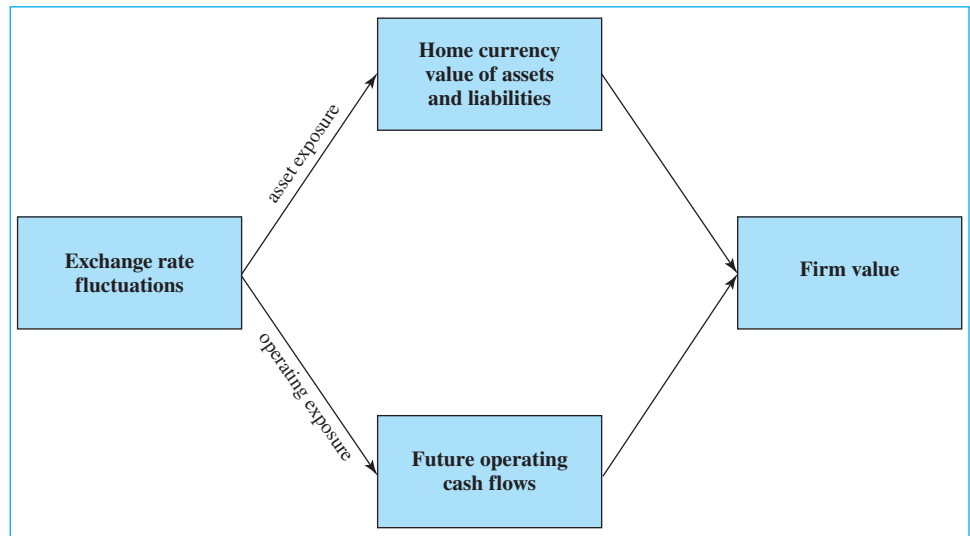 Home currency
value of assets
and liabilities
asset exposure
Exchange rate
fluctuations
Firm value
operating exposure
Future operating
cash flows